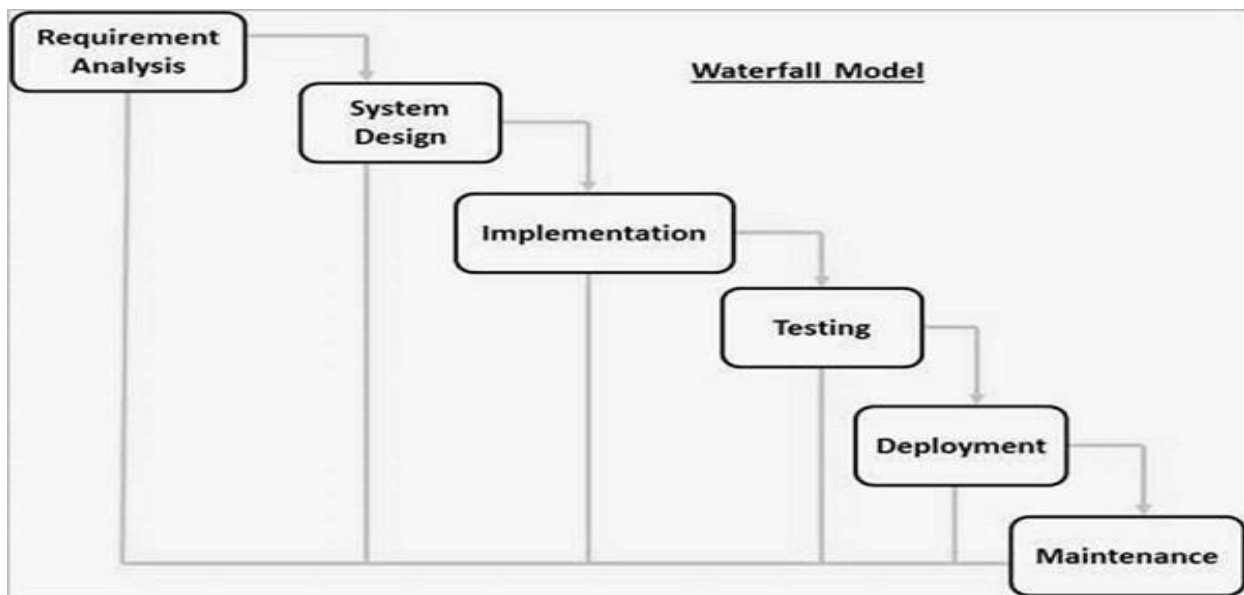 Requirement
Analysis
Waterfall Model
System
Design
Implementation
Testing
Deployment
Maintenance